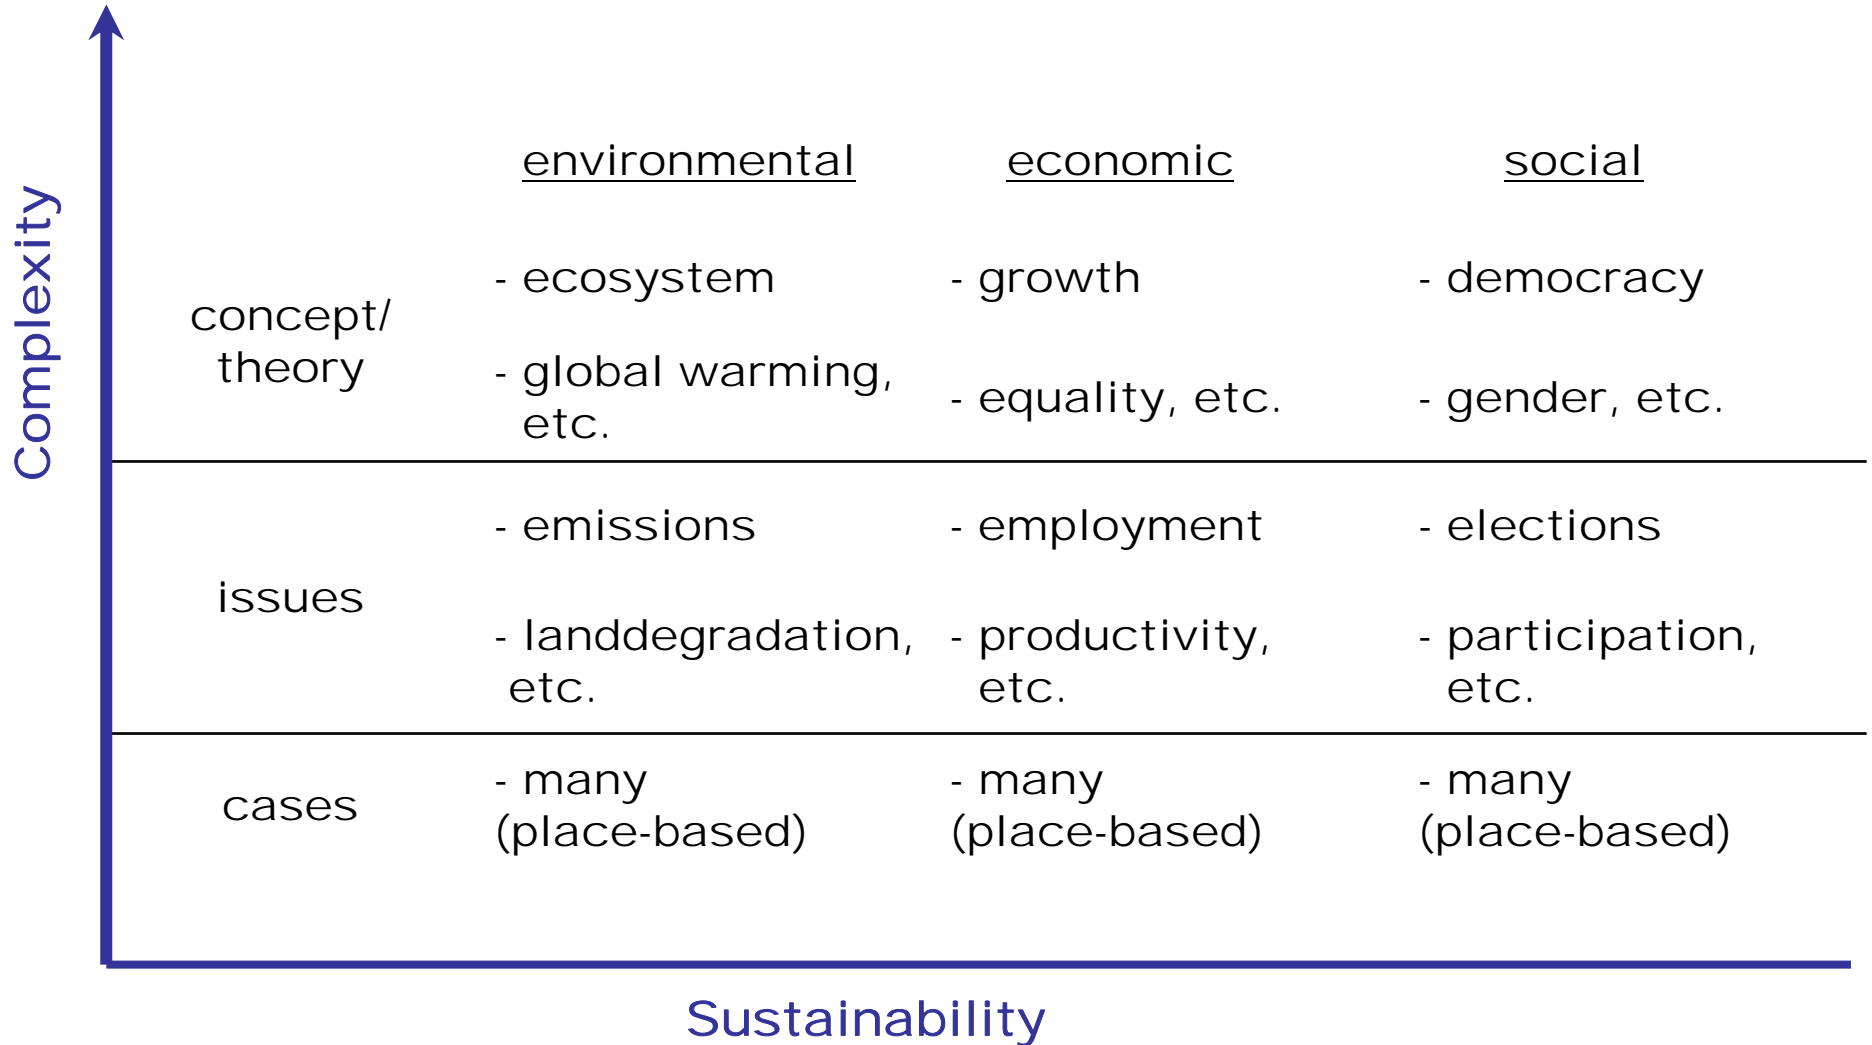 Complexity
environmental economic social
concept/
theory
- ecosystem
- global warming,
etc.
- growth
- equality, etc.
- democracy
- gender, etc.
issues
- emissions
- landdegradation,
etc.
- employment
- productivity,
etc.
- elections
- participation,
etc.
cases
- many
(place-based)
- many
(place-based)
- many
(place-based)
Sustainability